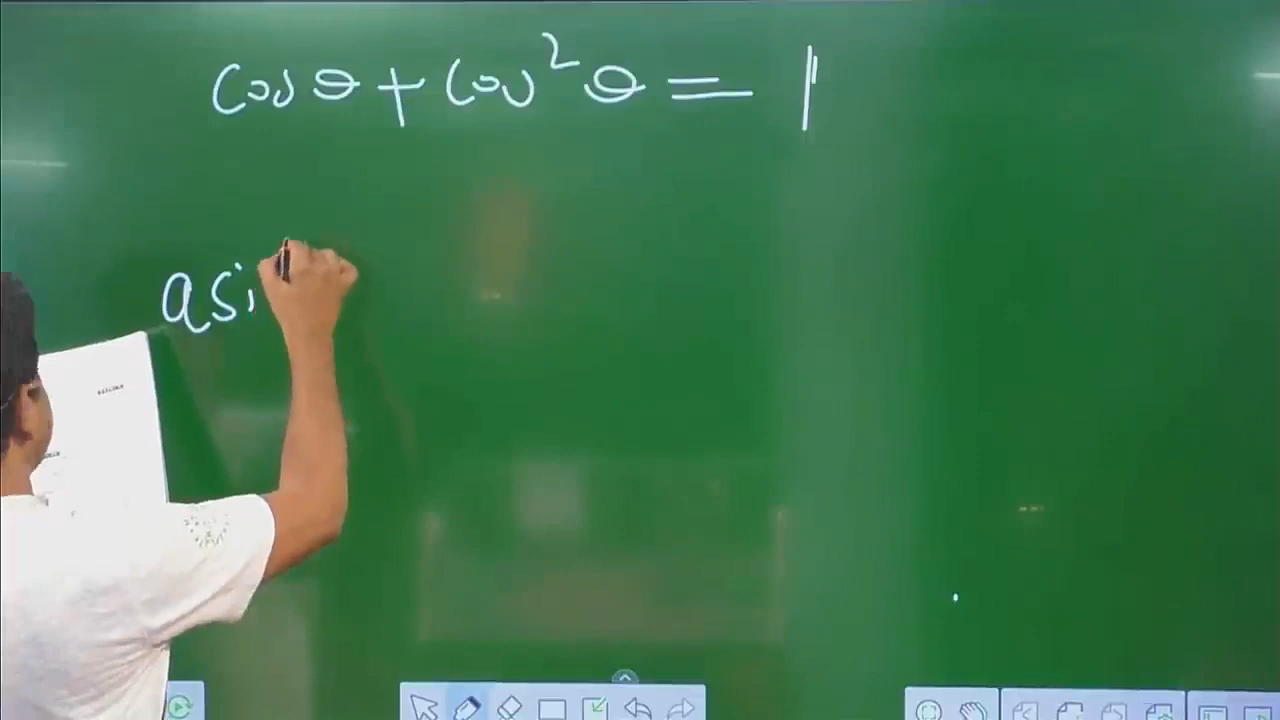 cos θ + cos² θ = 1
asi